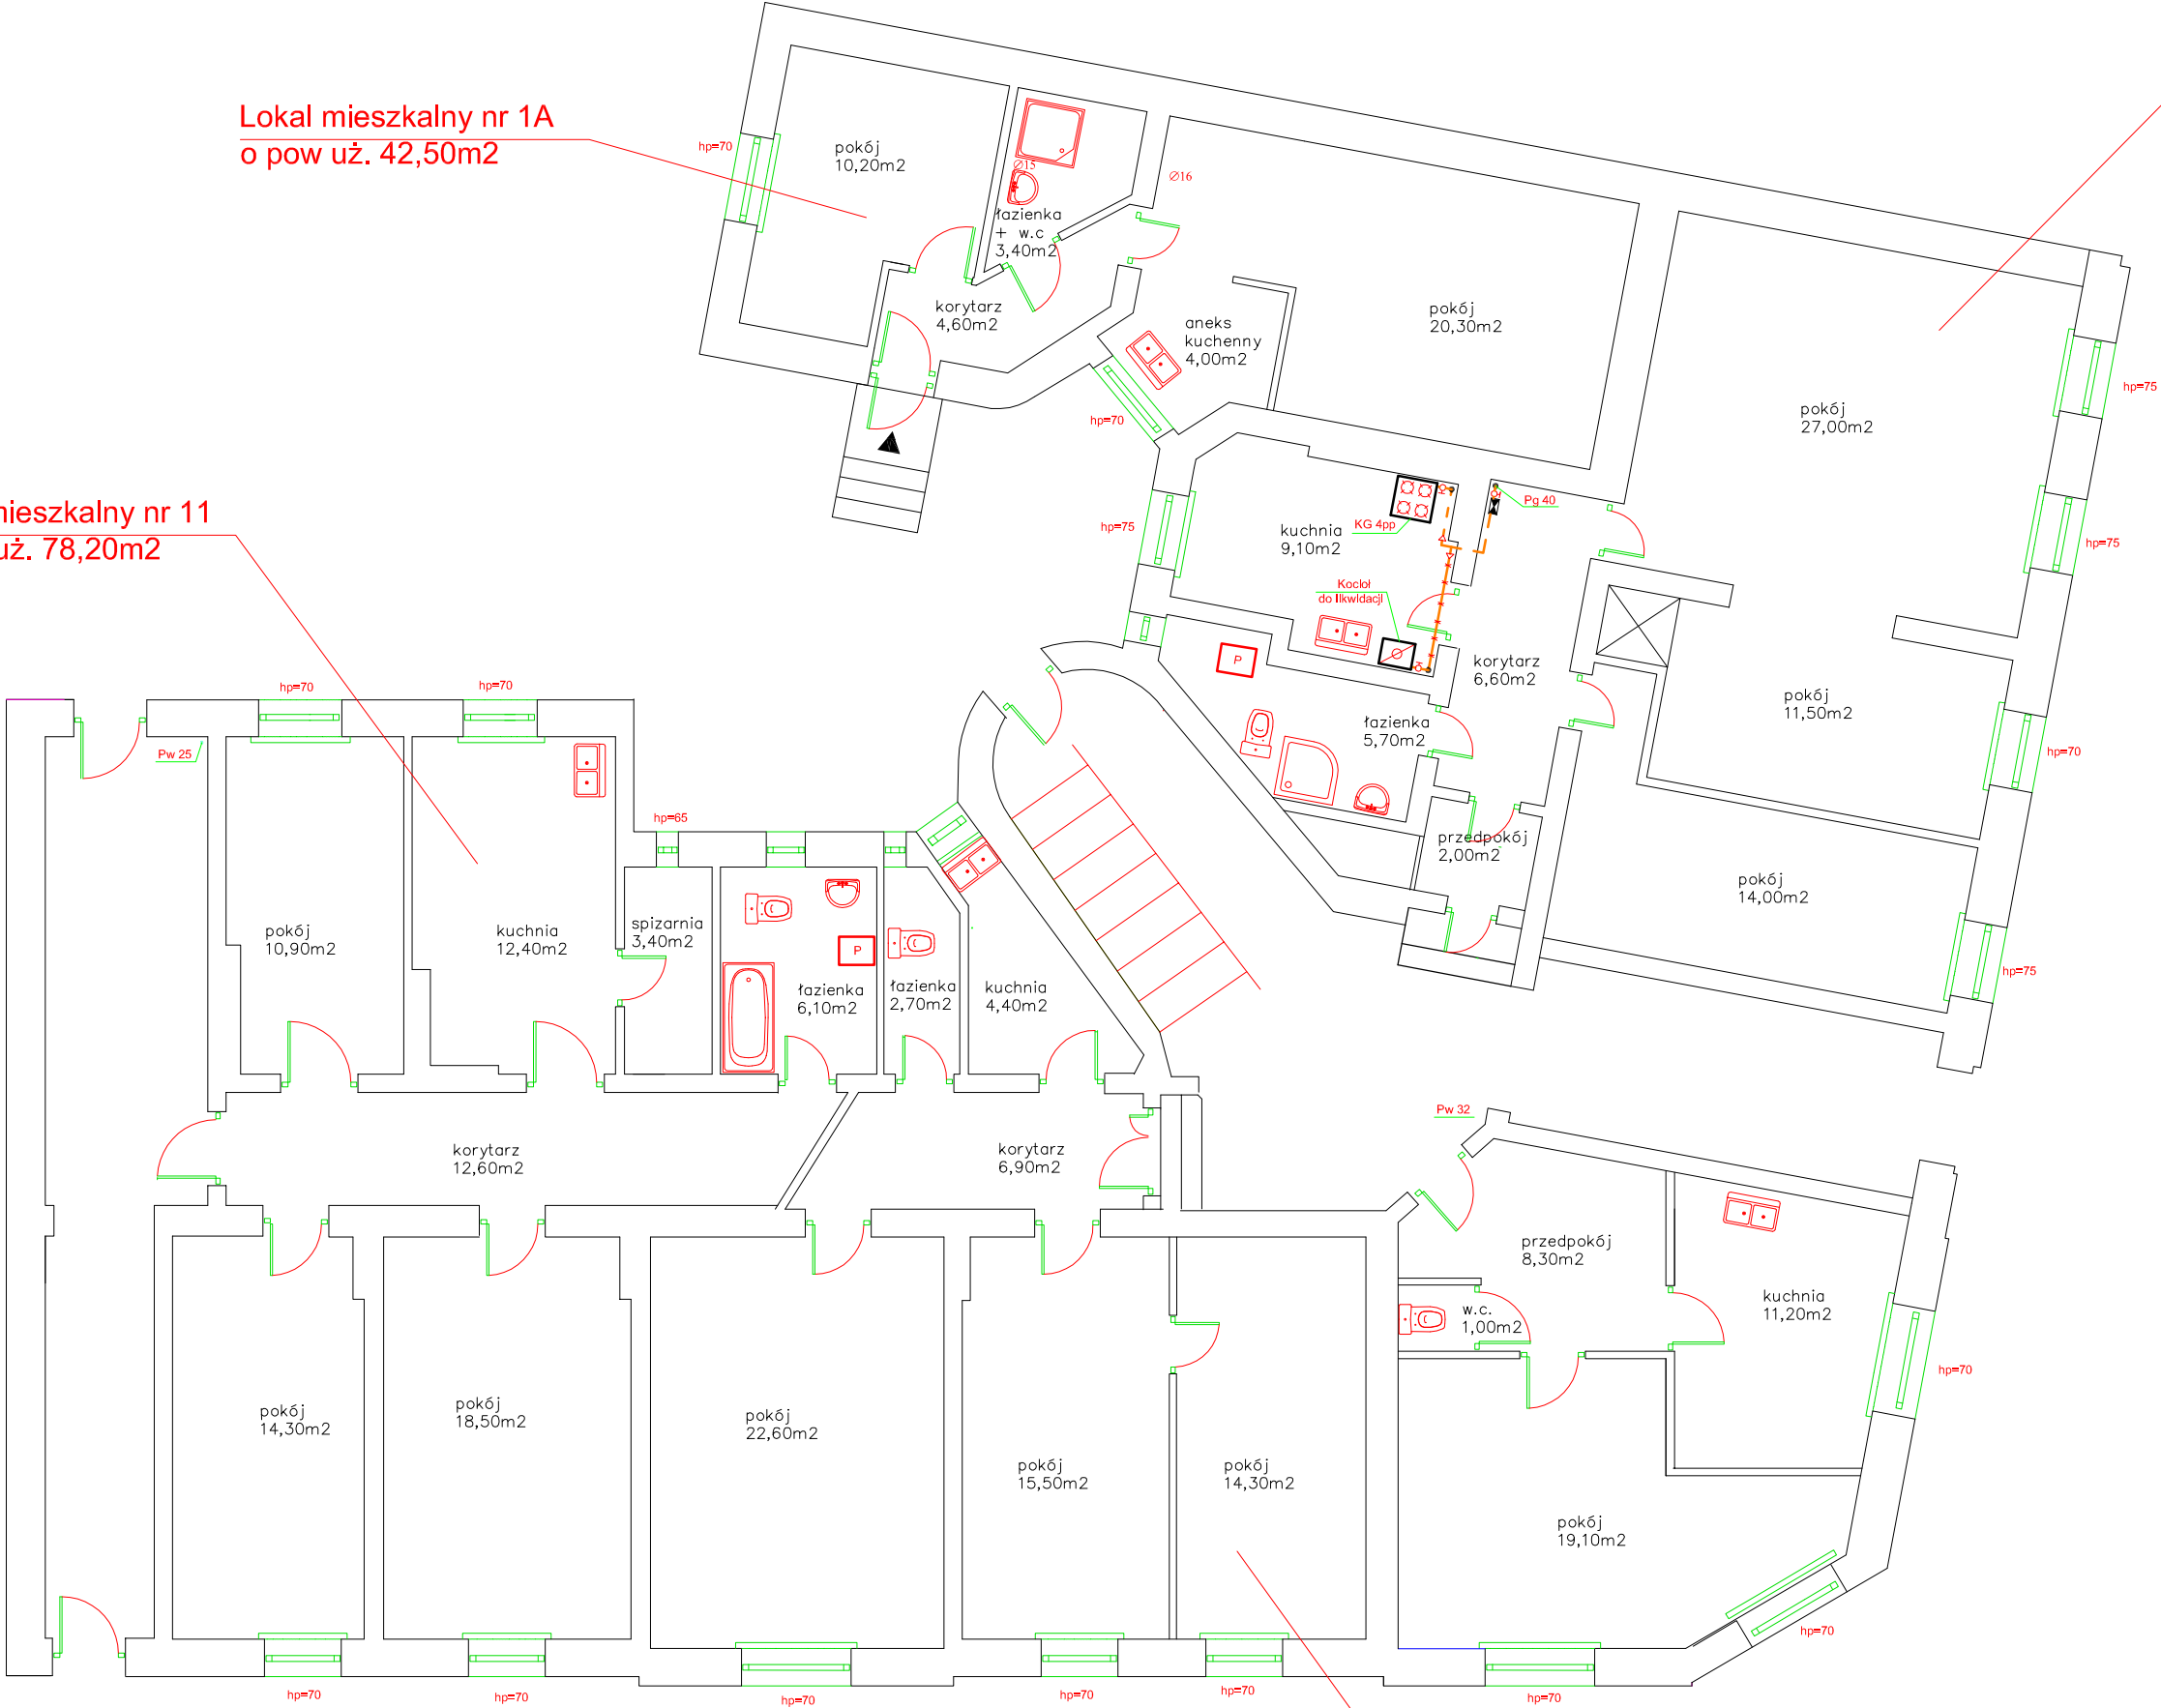 Lokal mieszkalny nr 1A
o pow uż. 42,50m2
hp=70
pokój
10,20m2
Ø15
łazienka
+ w.c
3,40m2
Ø16
korytarz
4,60m2
aneks
kuchenny
4,00m2
hp=70
pokój
20,30m2
pokój
27,00m2
hp=75
hp=75
mieszkalny nr 11
uż. 78,20m2
hp=75
kuchnia
9,10m2
KG 4pp
Pg 40
Kocioł
do likwidacji
P
korytarz
6,60m2
łazienka
5,70m2
pokój
11,50m2
hp=70
przedpokój
2,00m2
pokój
14,00m2
hp=75
hp=70
hp=70
Pw 25
hp=65
pokój
10,90m2
kuchnia
12,40m2
spizarnia
3,40m2
P
łazienka
6,10m2
łazienka
2,70m2
kuchnia
4,40m2
korytarz
12,60m2
korytarz
6,90m2
Pw 32
przedpokój
8,30m2
w.c.
1,00m2
kuchnia
11,20m2
hp=70
pokój
14,30m2
pokój
18,50m2
pokój
22,60m2
pokój
15,50m2
pokój
14,30m2
pokój
19,10m2
hp=70
hp=70
hp=70
hp=70
hp=70
hp=70
hp=70